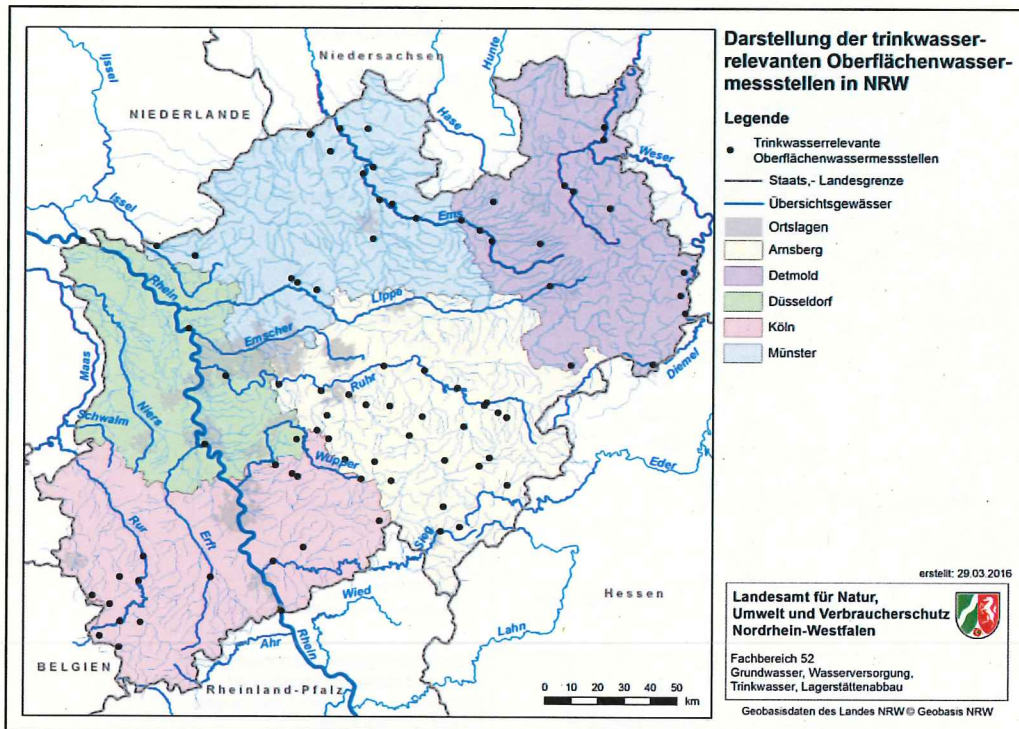 Darstellung der trinkwasser-
relevanten Oberflächenwasser-
messstellen in NRW
Legende
Trinkwasserrelevante
Oberflächenwassermessstellen
Staats,- Landesgrenze
Übersichtsgewässer
Ortslagen
Arnsberg
Detmold
Düsseldorf
Köln
Münster
erstellt: 29.03.2016
Landesamt für Natur,
Umwelt und Verbraucherschutz
Nordrhein-Westfalen
Fachbereich 52
Grundwasser, Wasserversorgung,
Trinkwasser, Lagerstättenabbau
Geobasisdaten des Landes NRW © Geobasis NRW
Ijssel
Niedersachsen
Hunte
NIEDERLANDE
Hase
Weser
Issel
Ems
Rhein
Lippe
Emscher
Maas
Diemel
Ruhr
Niers
Schwalm
Wupper
Eder
Rur
Erft
Sieg
Wied
Hessen
Lahn
Rhein
Ahr
BELGIEN
Rheinland-Pfalz
0 10 20 30 40 50
km